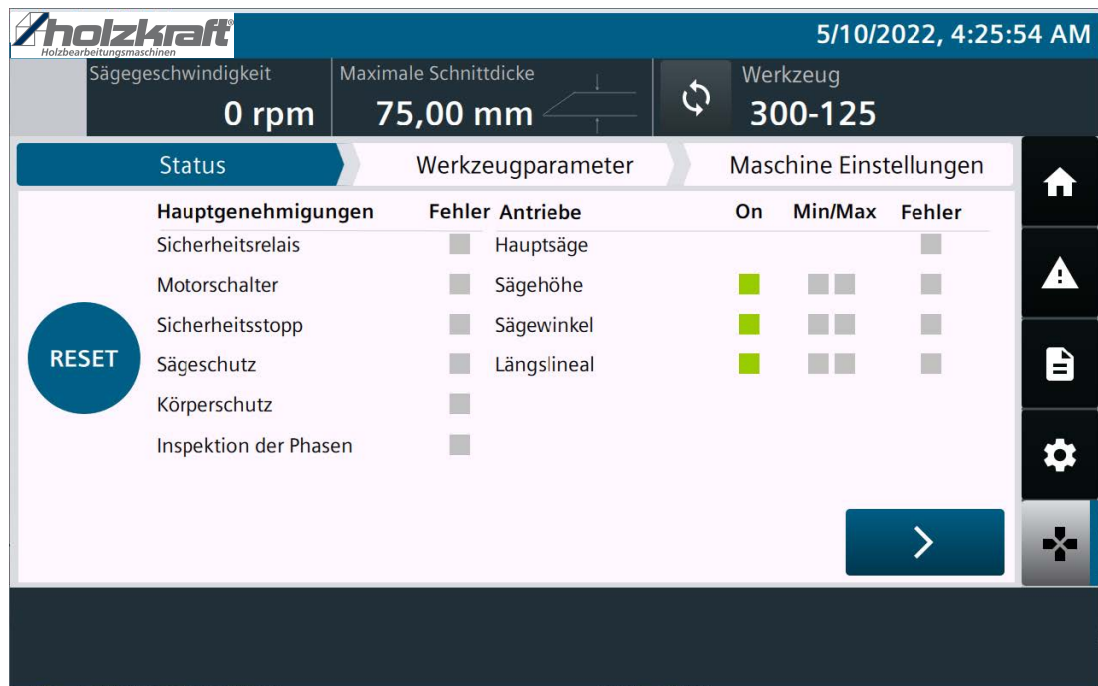 holzkraft®
Holzbearbeitungsmaschinen
5/10/2022, 4:25:54 AM
Sägegeschwindigkeit
0 rpm
Maximale Schnittdicke
75,00 mm
Werkzeug
300-125
Status
Werkzeugparameter
Maschine Einstellungen
Hauptgenehmigungen Fehler Antriebe On Min/Max Fehler
Sicherheitsrelais Hauptsäge
Motorschalter Sägehöhe
Sicherheitsstopp Sägewinkel
RESET
Sägeschutz Längslineal
Körperschutz
Inspektion der Phasen